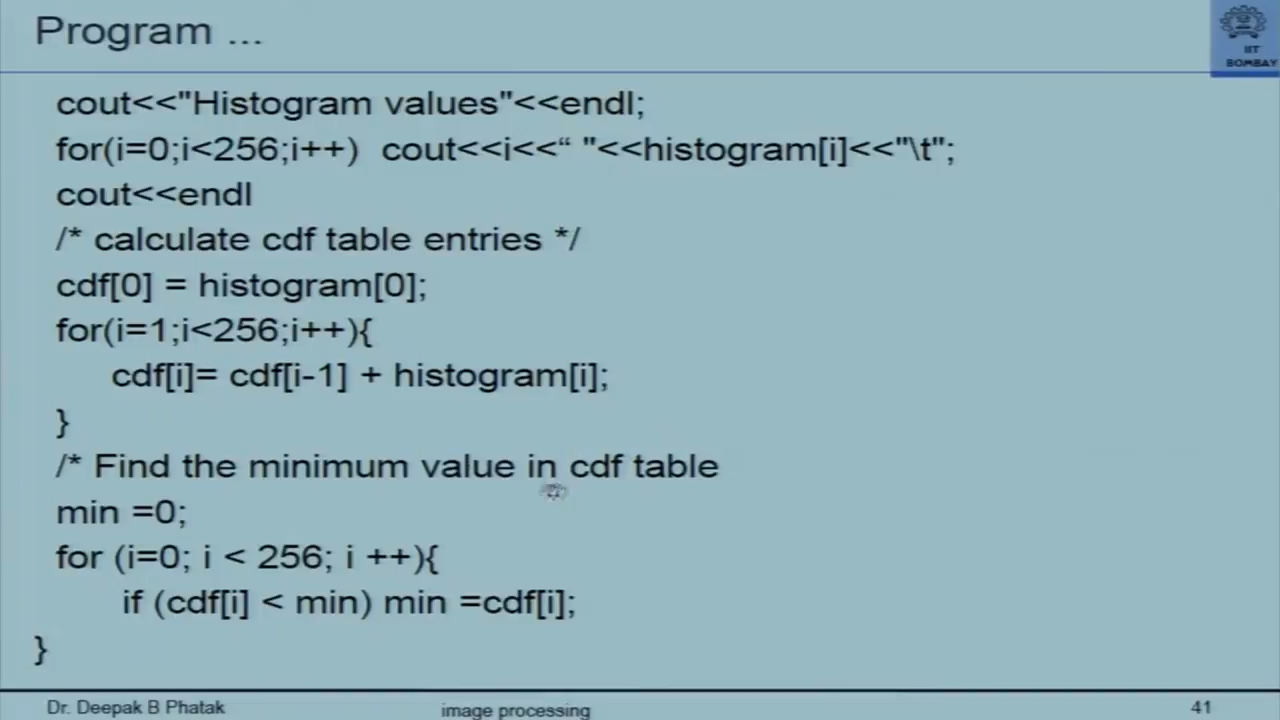 Program ...
IIT
BOMBAY
cout<<"Histogram values"<<endl;
for(i=0;i<256;i++)  cout<<i<<“ "<<histogram[i]<<"\t";
cout<<endl
/* calculate cdf table entries */
cdf[0] = histogram[0];
for(i=1;i<256;i++){
cdf[i]= cdf[i-1] + histogram[i];
}
/* Find the minimum value in cdf table
min =0;
for (i=0; i < 256; i ++){
if (cdf[i] < min) min =cdf[i];
}
Dr. Deepak B Phatak
image processing
41